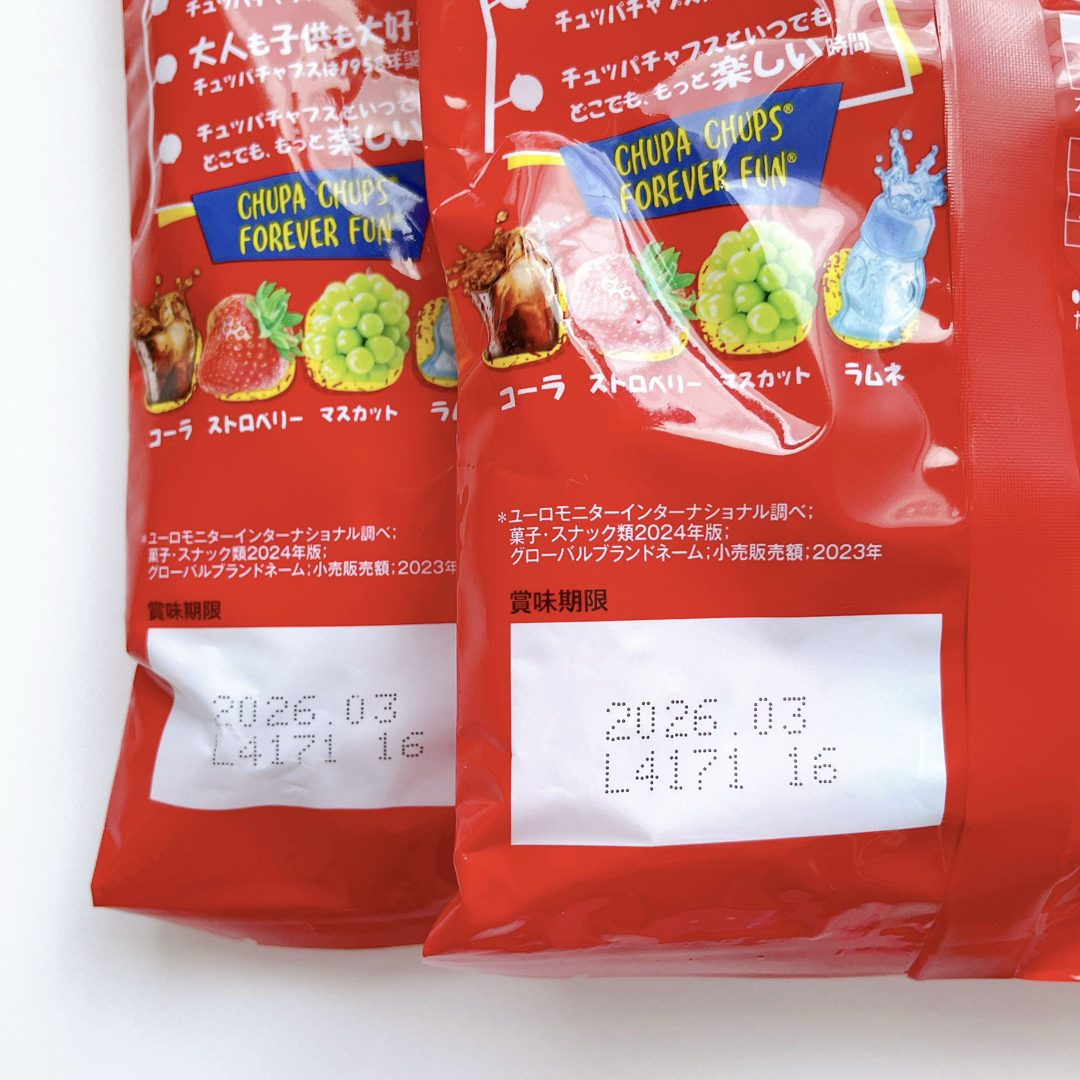 大人も子供も大好
チュッパチャプスは1958年誕
チュッパチャプスといっ
どこでも、もっと楽しい
CHUPA CHUPS®
FOREVER FUN
コーラ ストロベリー マスカット
*ユーロモニターインターナショナル調べ;
菓子・スナック類2024年版;
グローバルブランドネーム;小売販売額;2023年
賞味期限
2026.03
L4171 16
チュッパチャプスといつでも、
どこでも、もっと楽しい時間
CHUPA CHUPS®
FOREVER FUN®
コーラ ストロベリー マスカット ラムネ
*ユーロモニターインターナショナル調べ;
菓子・スナック類2024年版;
グローバルブランドネーム;小売販売額;2023年
賞味期限
2026.03
L4171 16